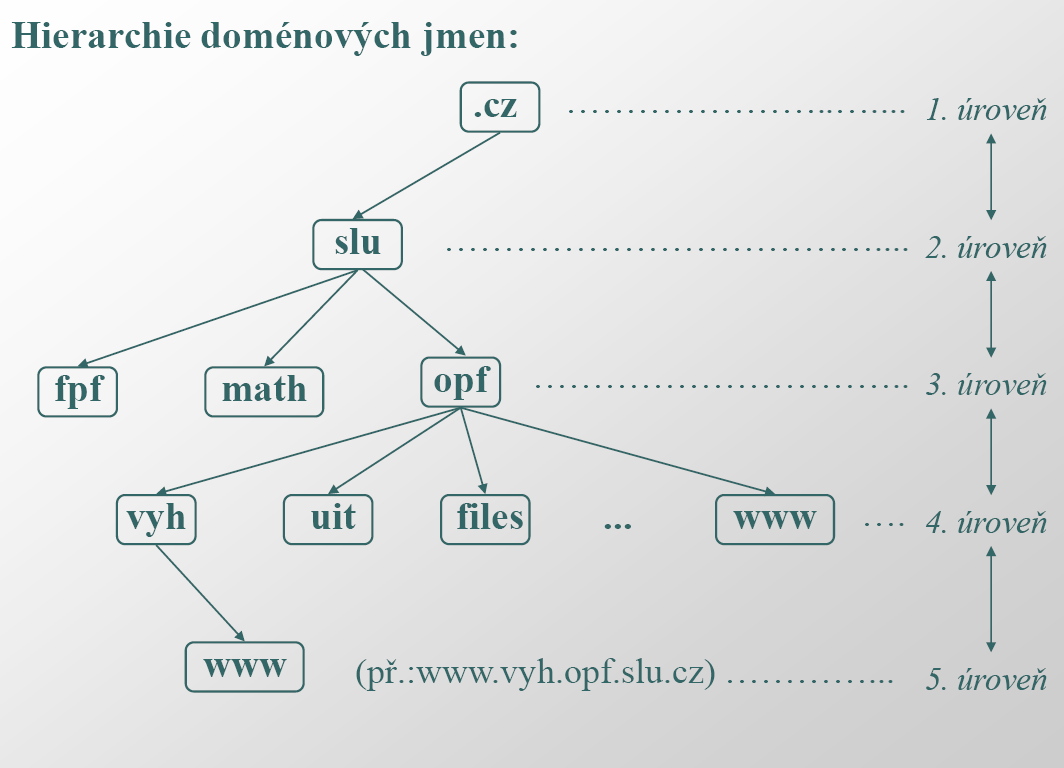 Hierarchie doménových jmen:
.cz ........................... 1. úroveň
slu ........................... 2. úroveň
fpf math opf ........................... 3. úroveň
vyh uit files ... www .... 4. úroveň
www (př.:www.vyh.opf.slu.cz) ............... 5. úroveň